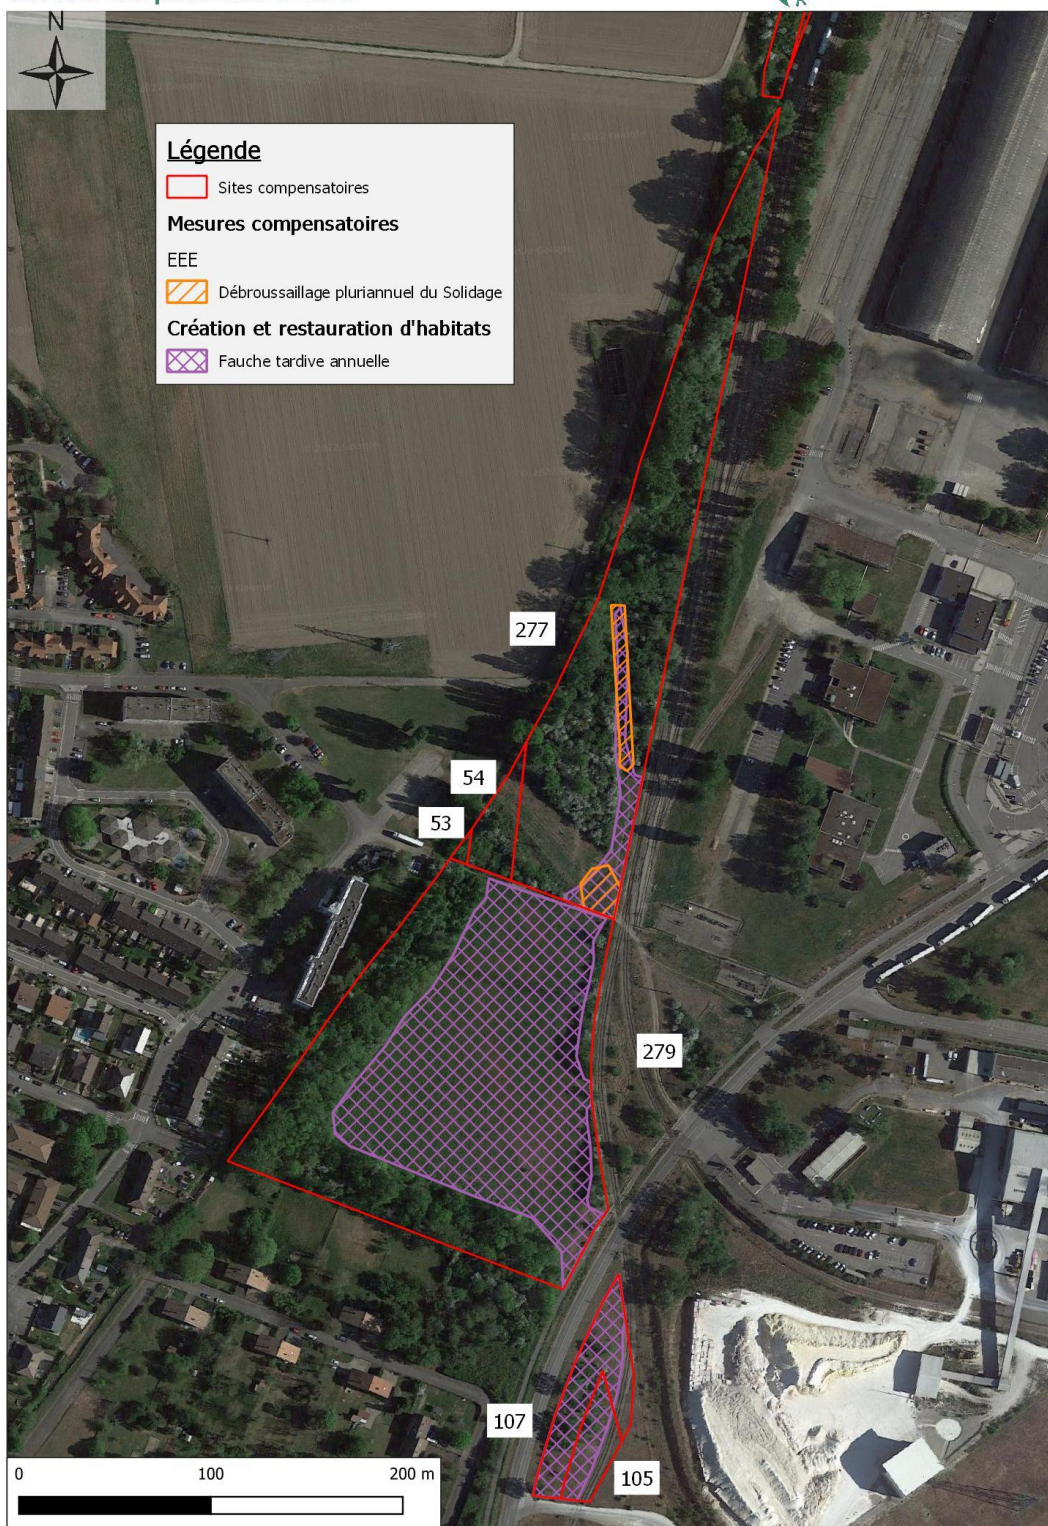 N
Légende
Sites compensatoires
Mesures compensatoires
EEE
Débroussaillage pluriannuel du Solidage
Création et restauration d'habitats
Fauche tardive annuelle
277
54
53
279
107
105
0 100 200 m